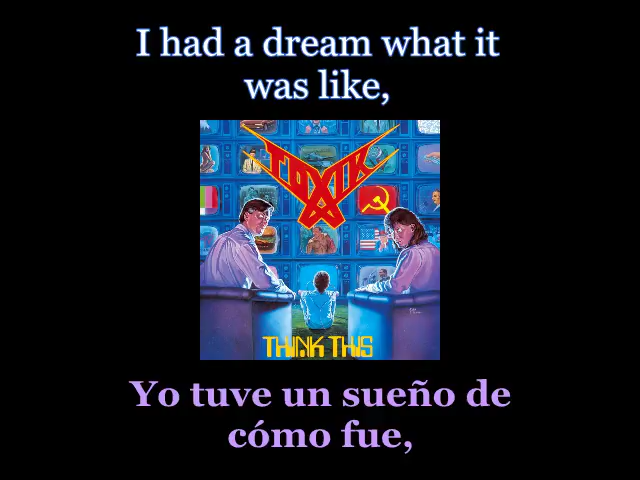 I had a dream what it
was like,
TOXIK
THINK THIS
Yo tuve un sueño de
cómo fue,